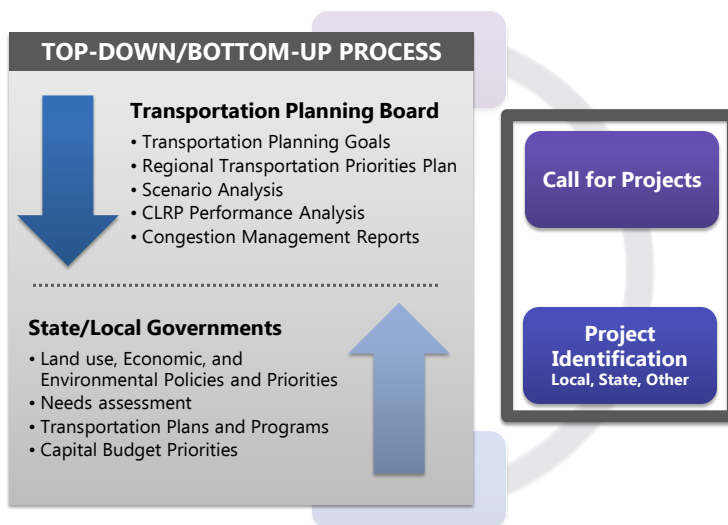 TOP-DOWN/BOTTOM-UP PROCESS
Transportation Planning Board
• Transportation Planning Goals
• Regional Transportation Priorities Plan
• Scenario Analysis
• CLRP Performance Analysis
• Congestion Management Reports
State/Local Governments
• Land use, Economic, and
Environmental Policies and Priorities
• Needs assessment
• Transportation Plans and Programs
• Capital Budget Priorities
Call for Projects
Project
Identification
Local, State, Other